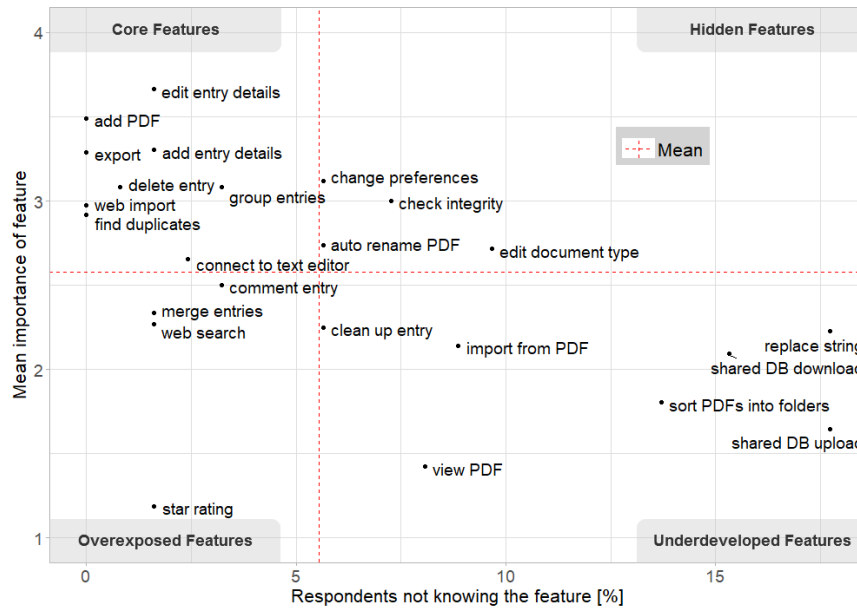 Core Features
Hidden Features
4
edit entry details
add PDF
export
add entry details
Mean
delete entry
group entries
change preferences
check integrity
3
web import
find duplicates
auto rename PDF
edit document type
connect to text editor
comment entry
merge entries
web search
clean up entry
import from PDF
replace string
shared DB download
2
sort PDFs into folders
shared DB upload
view PDF
star rating
1
Overexposed Features
Underdeveloped Features
0
5
10
15
Respondents not knowing the feature [%]
Mean importance of feature